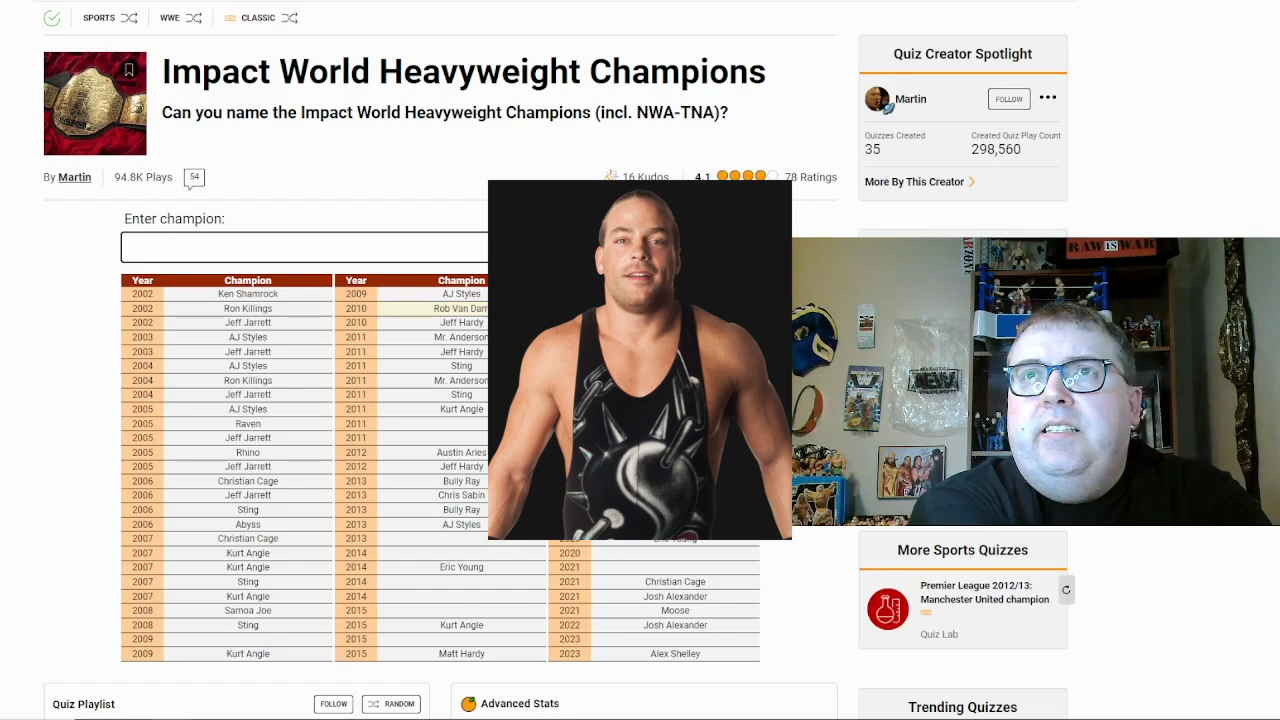 SPORTS WWE CLASSIC
Impact World Heavyweight Champions
Can you name the Impact World Heavyweight Champions (incl. NWA-TNA)?
By Martin 94.8K Plays 54 16 Kudos 4.1 78 Ratings
Enter champion:
Year Champion Year Champion
2002 Ken Shamrock 2009 AJ Styles
2002 Ron Killings 2010 Rob Van Dam
2002 Jeff Jarrett 2010 Jeff Hardy
2003 AJ Styles 2011 Mr. Anderson
2003 Jeff Jarrett 2011 Jeff Hardy
2004 AJ Styles 2011 Sting
2004 Ron Killings 2011 Mr. Anderson
2004 Jeff Jarrett 2011 Sting
2005 AJ Styles 2011 Kurt Angle
2005 Raven 2011
2005 Jeff Jarrett 2011
2005 Rhino 2012 Austin Aries
2005 Jeff Jarrett 2012 Jeff Hardy
2006 Christian Cage 2013 Bully Ray
2006 Jeff Jarrett 2013 Chris Sabin
2006 Sting 2013 Bully Ray
2006 Abyss 2013 AJ Styles
2007 Christian Cage 2013 Eric Young
2007 Kurt Angle 2014 2020
2007 Kurt Angle 2014 Eric Young 2021
2007 Sting 2014 2021 Christian Cage
2007 Kurt Angle 2014 2021 Josh Alexander
2008 Samoa Joe 2015 2021 Moose
2008 Sting 2015 Kurt Angle 2022 Josh Alexander
2009 2015 2023
2009 Kurt Angle 2015 Matt Hardy 2023 Alex Shelley
Quiz Playlist FOLLOW RANDOM
Advanced Stats
Quiz Creator Spotlight
Martin FOLLOW
Quizzes Created Created Quiz Play Count
35 298,560
More By This Creator
RAW IS WAR
AEW
More Sports Quizzes
Premier League 2012/13:
Manchester United champion
Quiz Lab
Trending Quizzes